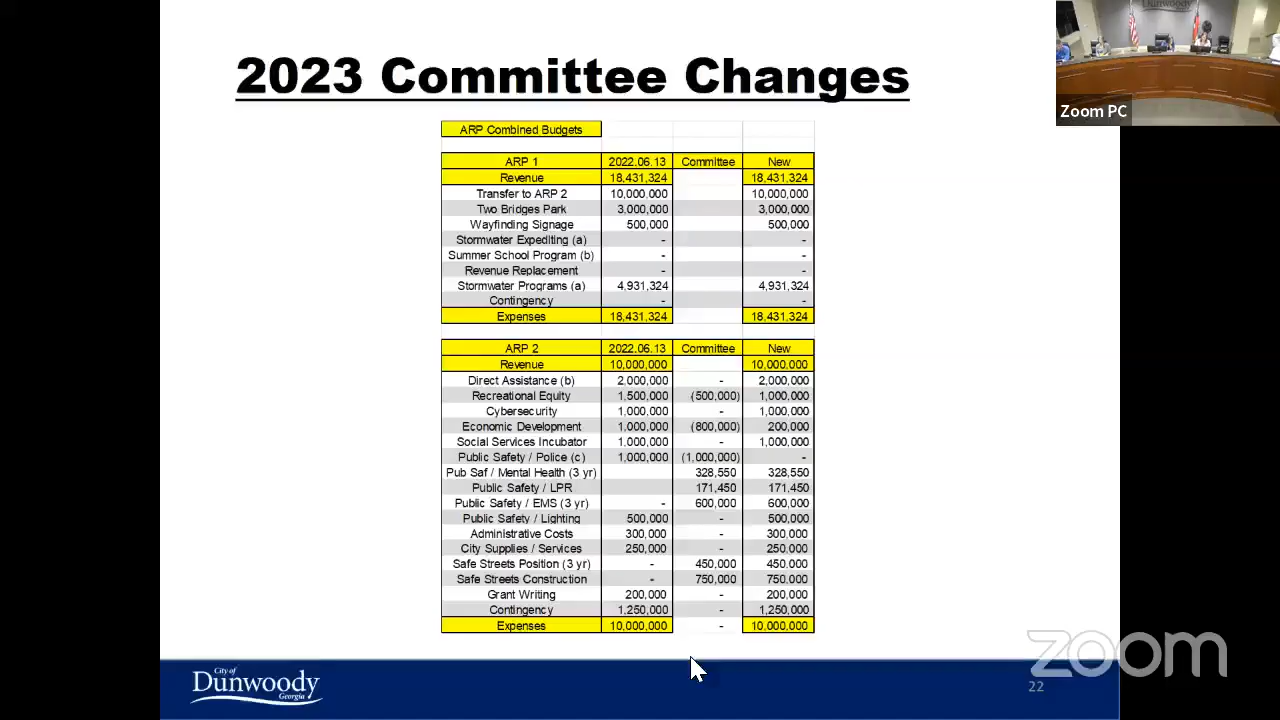 Dunwoody
Zoom PC
2023 Committee Changes
ARP Combined Budgets
ARP 1 2022.06.13 Committee New
Revenue 18,431,324 18,431,324
Transfer to ARP 2 10,000,000 10,000,000
Two Bridges Park 3,000,000 3,000,000
Wayfinding Signage 500,000 500,000
Stormwater Expediting (a) - -
Summer School Program (b) - -
Revenue Replacement - -
Stormwater Programs (a) 4,931,324 4,931,324
Contingency - -
Expenses 18,431,324 18,431,324
ARP 2 2022.06.13 Committee New
Revenue 10,000,000 10,000,000
Direct Assistance (b) 2,000,000 - 2,000,000
Recreational Equity 1,500,000 (500,000) 1,000,000
Cybersecurity 1,000,000 - 1,000,000
Economic Development 1,000,000 (800,000) 200,000
Social Services Incubator 1,000,000 - 1,000,000
Public Safety / Police (c) 1,000,000 (1,000,000) -
Pub Saf / Mental Health (3 yr) 328,550 328,550
Public Safety / LPR 171,450 171,450
Public Safety / EMS (3 yr) - 600,000 600,000
Public Safety / Lighting 500,000 - 500,000
Administrative Costs 300,000 - 300,000
City Supplies / Services 250,000 - 250,000
Safe Streets Position (3 yr) - 450,000 450,000
Safe Streets Construction - 750,000 750,000
Grant Writing 200,000 - 200,000
Contingency 1,250,000 - 1,250,000
Expenses 10,000,000 - 10,000,000
City of
Dunwoody
Georgia
zoom
22